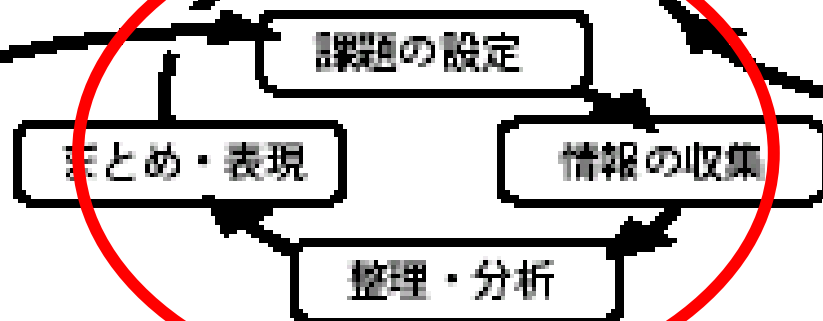 課題の設定
まとめ・表現
情報の収集
整理・分析